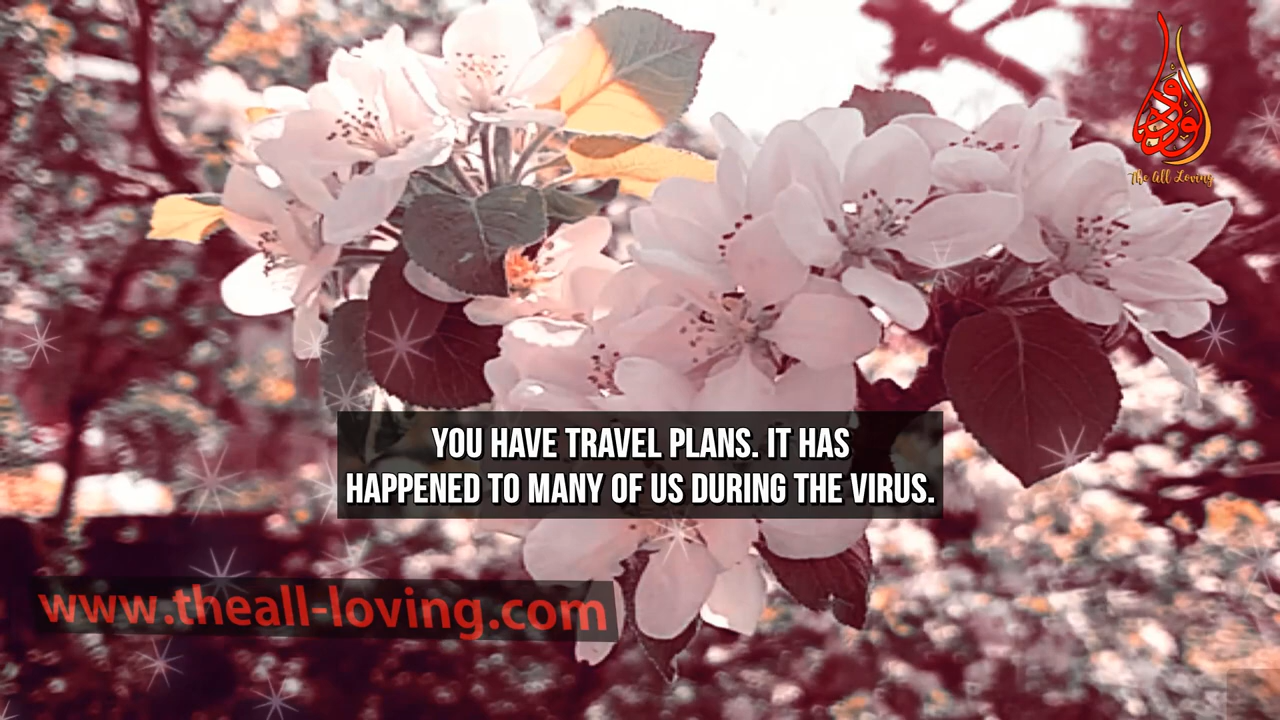 The All Loving
YOU HAVE TRAVEL PLANS. IT HAS
HAPPENED TO MANY OF US DURING THE VIRUS.
www.theall-loving.com